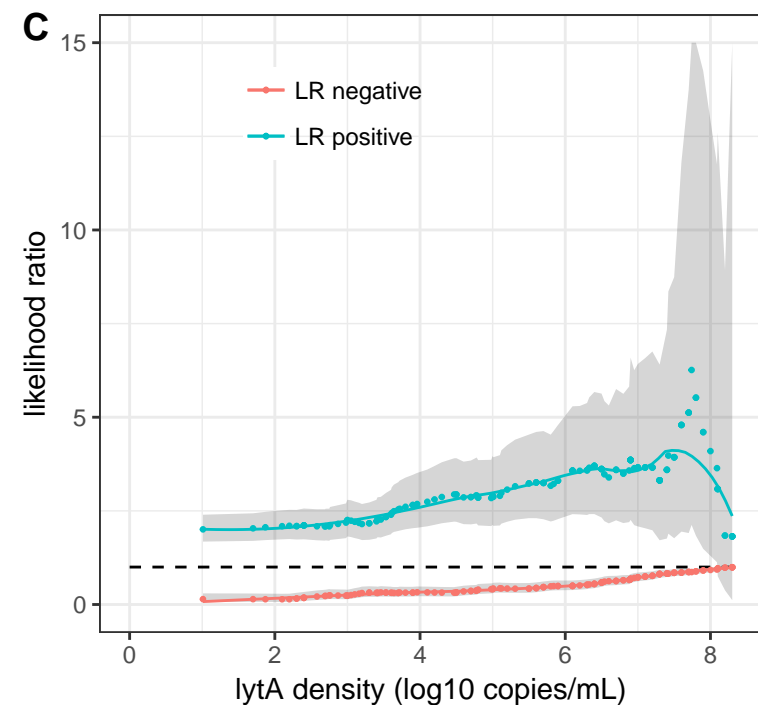 C
15
10
5
0
likelihood ratio
LR negative
LR positive
0 2 4 6 8
lytA density (log10 copies/mL)